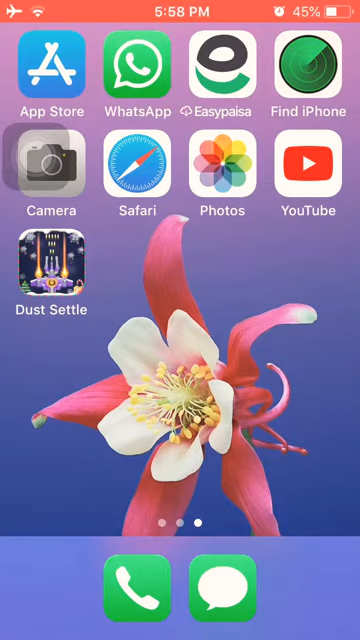 5:58 PM 45%
App Store WhatsApp Easypaisa Find iPhone
Camera Safari Photos YouTube
Dust Settle